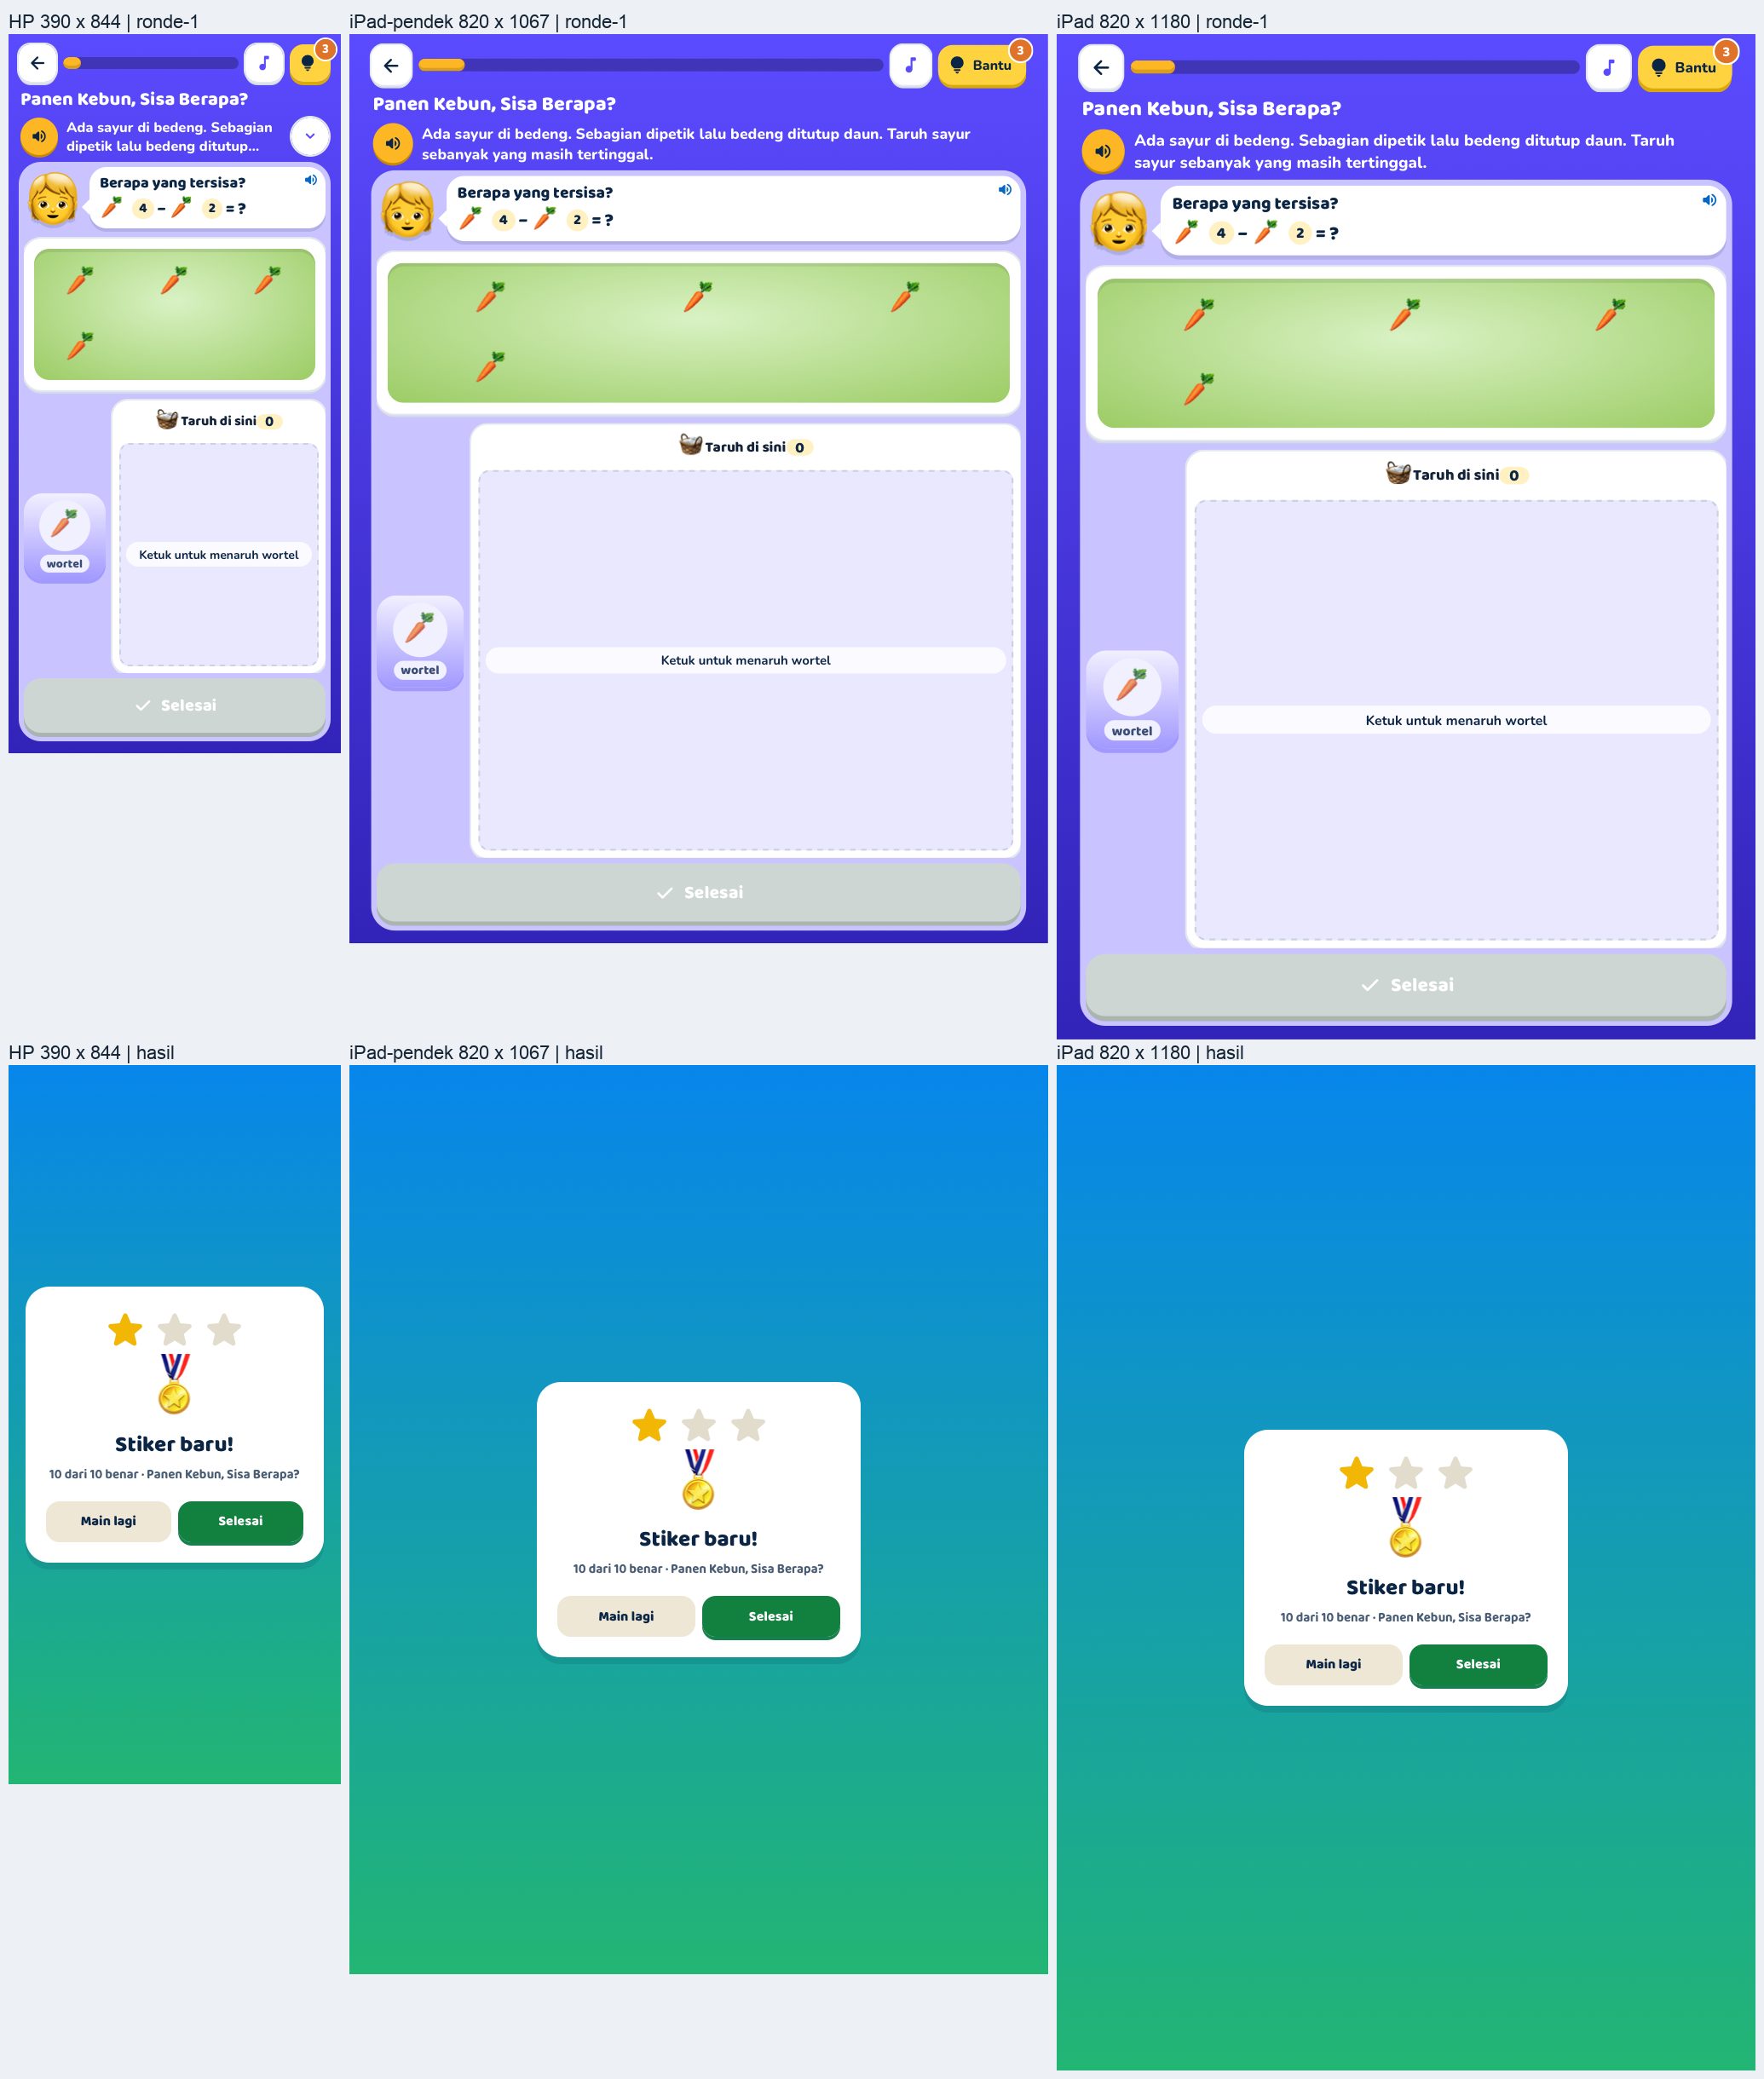 HP 390 x 844 | ronde-1
3
Panen Kebun, Sisa Berapa?
Ada sayur di bedeng. Sebagian
dipetik lalu bedeng ditutup...
Berapa yang tersisa?
4 – 2 = ?
Taruh di sini 0
wortel
Ketuk untuk menaruh wortel
Selesai
iPad-pendek 820 x 1067 | ronde-1
Bantu 3
Panen Kebun, Sisa Berapa?
Ada sayur di bedeng. Sebagian dipetik lalu bedeng ditutup daun. Taruh sayur
sebanyak yang masih tertinggal.
Berapa yang tersisa?
4 – 2 = ?
Taruh di sini 0
wortel
Ketuk untuk menaruh wortel
Selesai
iPad 820 x 1180 | ronde-1
Bantu 3
Panen Kebun, Sisa Berapa?
Ada sayur di bedeng. Sebagian dipetik lalu bedeng ditutup daun. Taruh
sayur sebanyak yang masih tertinggal.
Berapa yang tersisa?
4 – 2 = ?
Taruh di sini 0
wortel
Ketuk untuk menaruh wortel
Selesai
HP 390 x 844 | hasil
Stiker baru!
10 dari 10 benar · Panen Kebun, Sisa Berapa?
Main lagi
Selesai
iPad-pendek 820 x 1067 | hasil
Stiker baru!
10 dari 10 benar · Panen Kebun, Sisa Berapa?
Main lagi
Selesai
iPad 820 x 1180 | hasil
Stiker baru!
10 dari 10 benar · Panen Kebun, Sisa Berapa?
Main lagi
Selesai